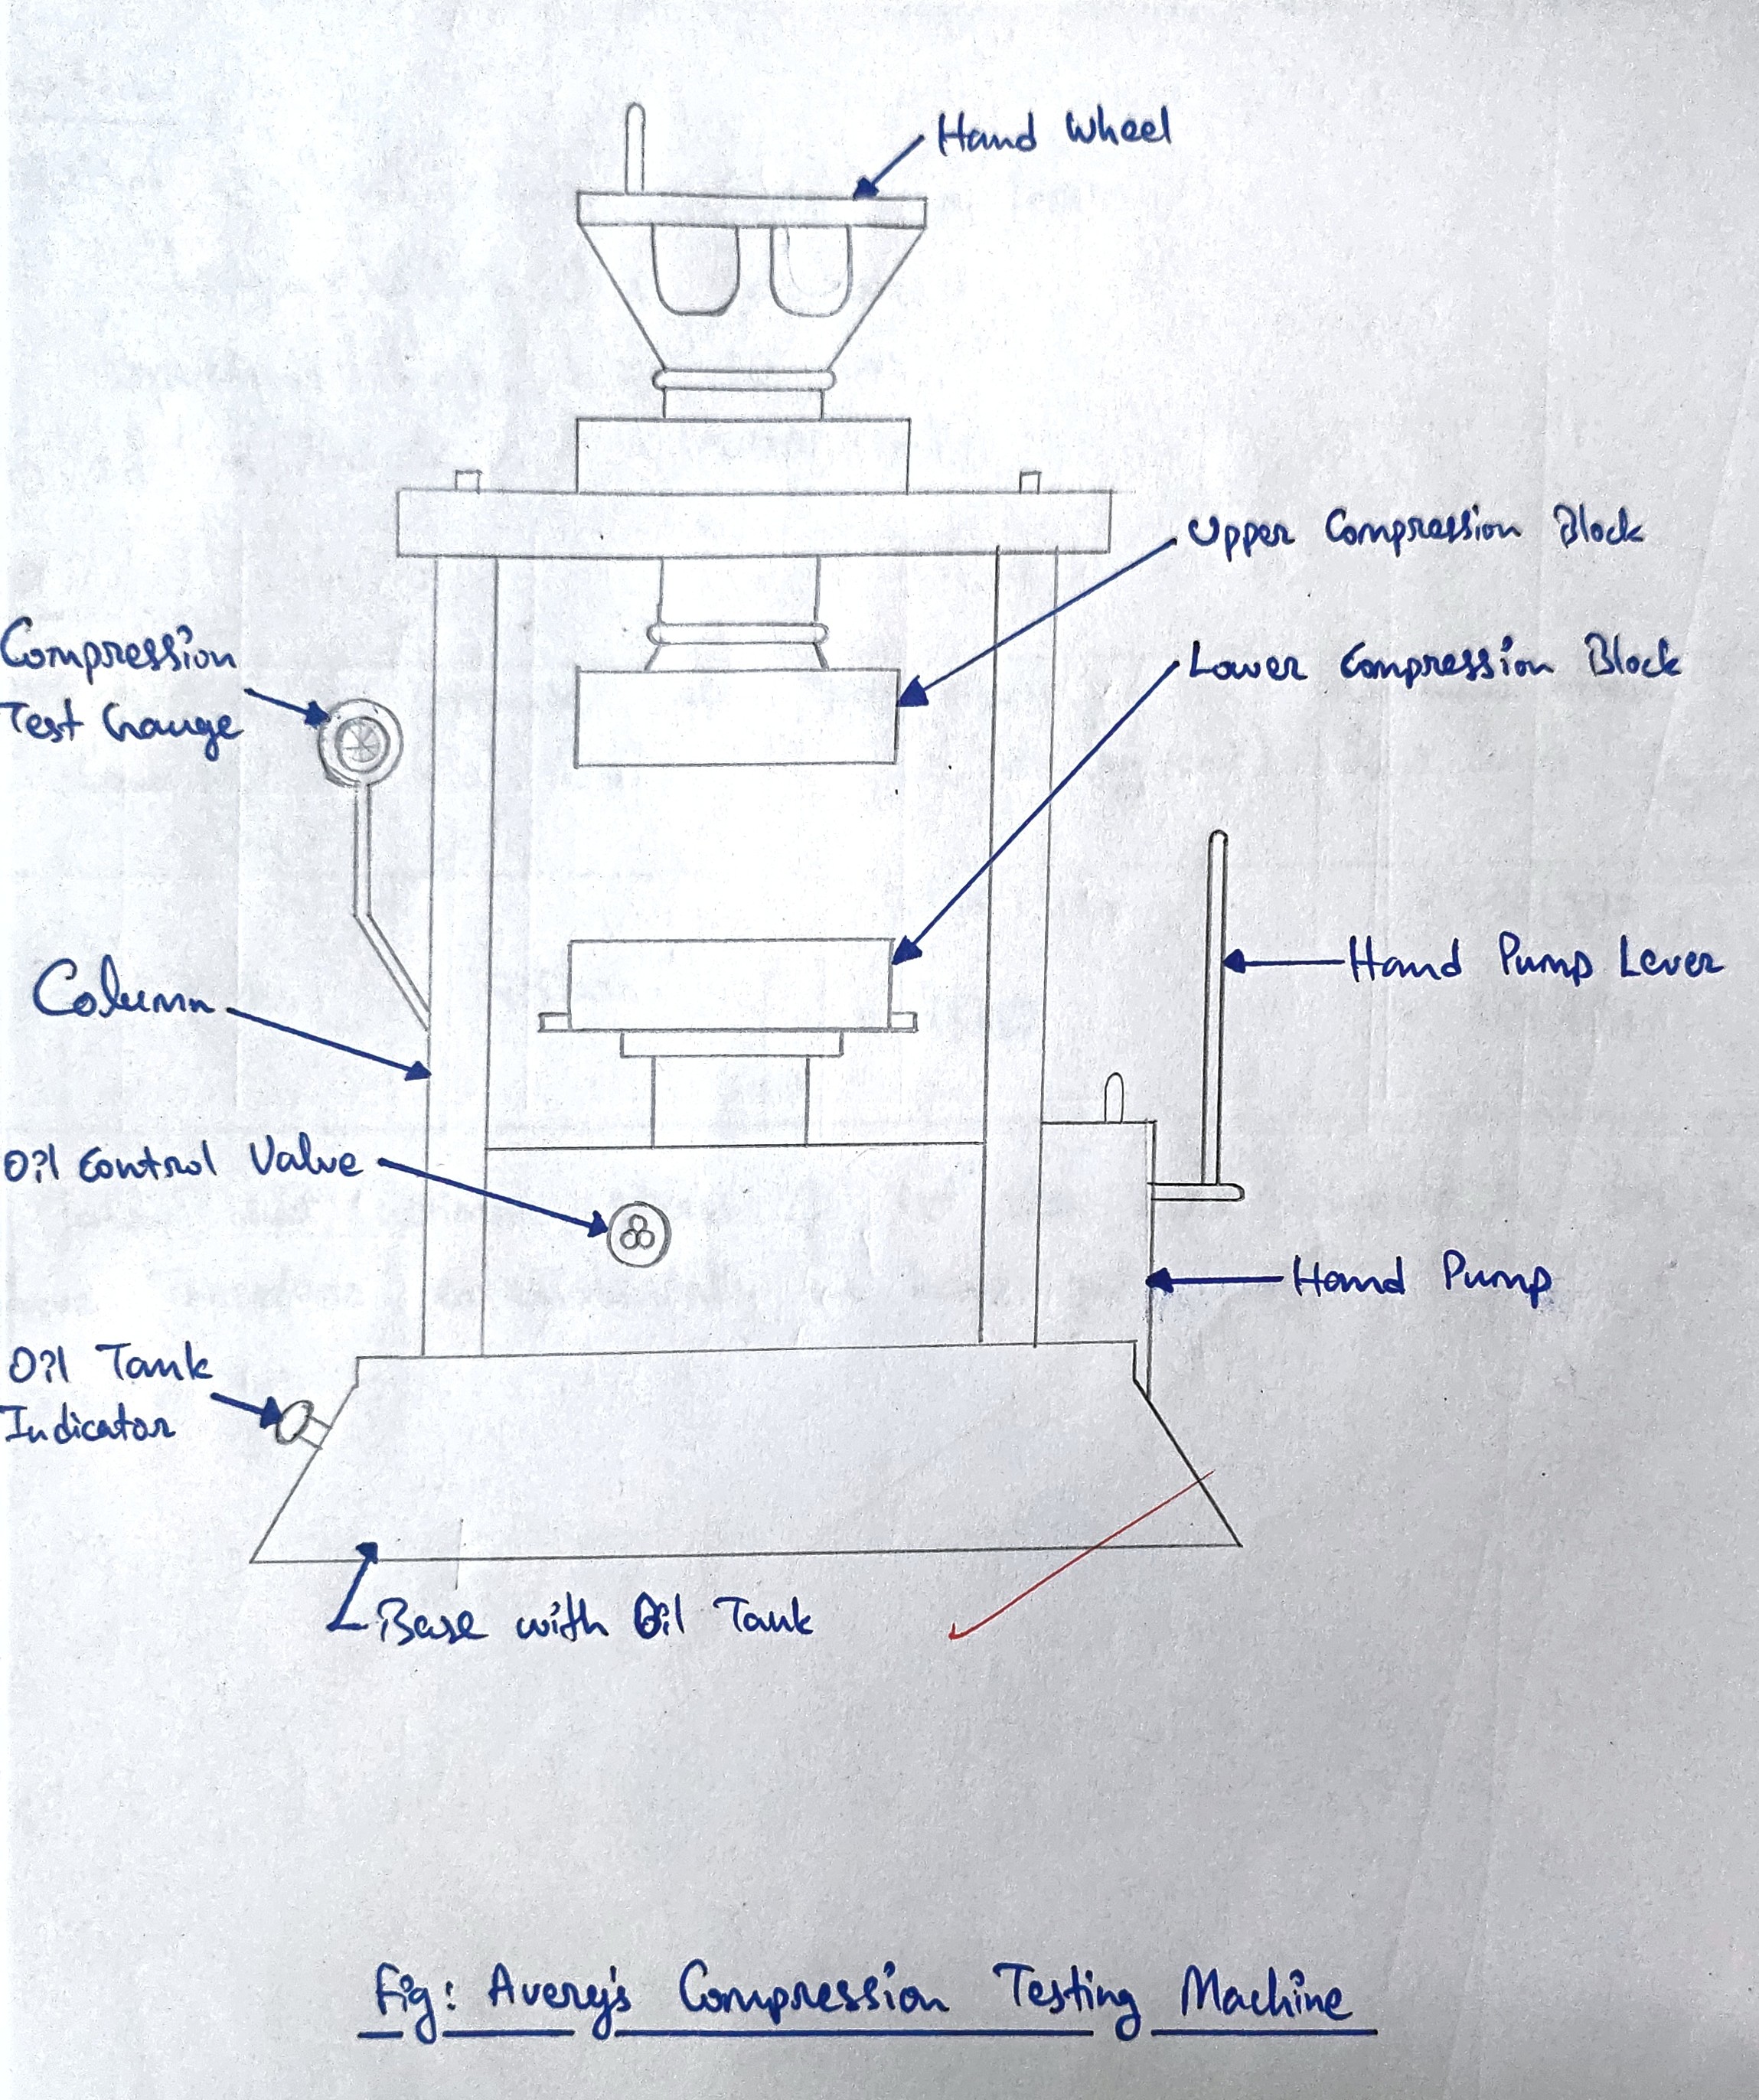 Hand Wheel
Upper Compression Block
Compression
Test Gauge
Lower Compression Block
Column
Hand Pump Lever
Oil Control Valve
Hand Pump
Oil Tank
Indicator
Base with Oil Tank
Fig: Avery's Compression Testing Machine